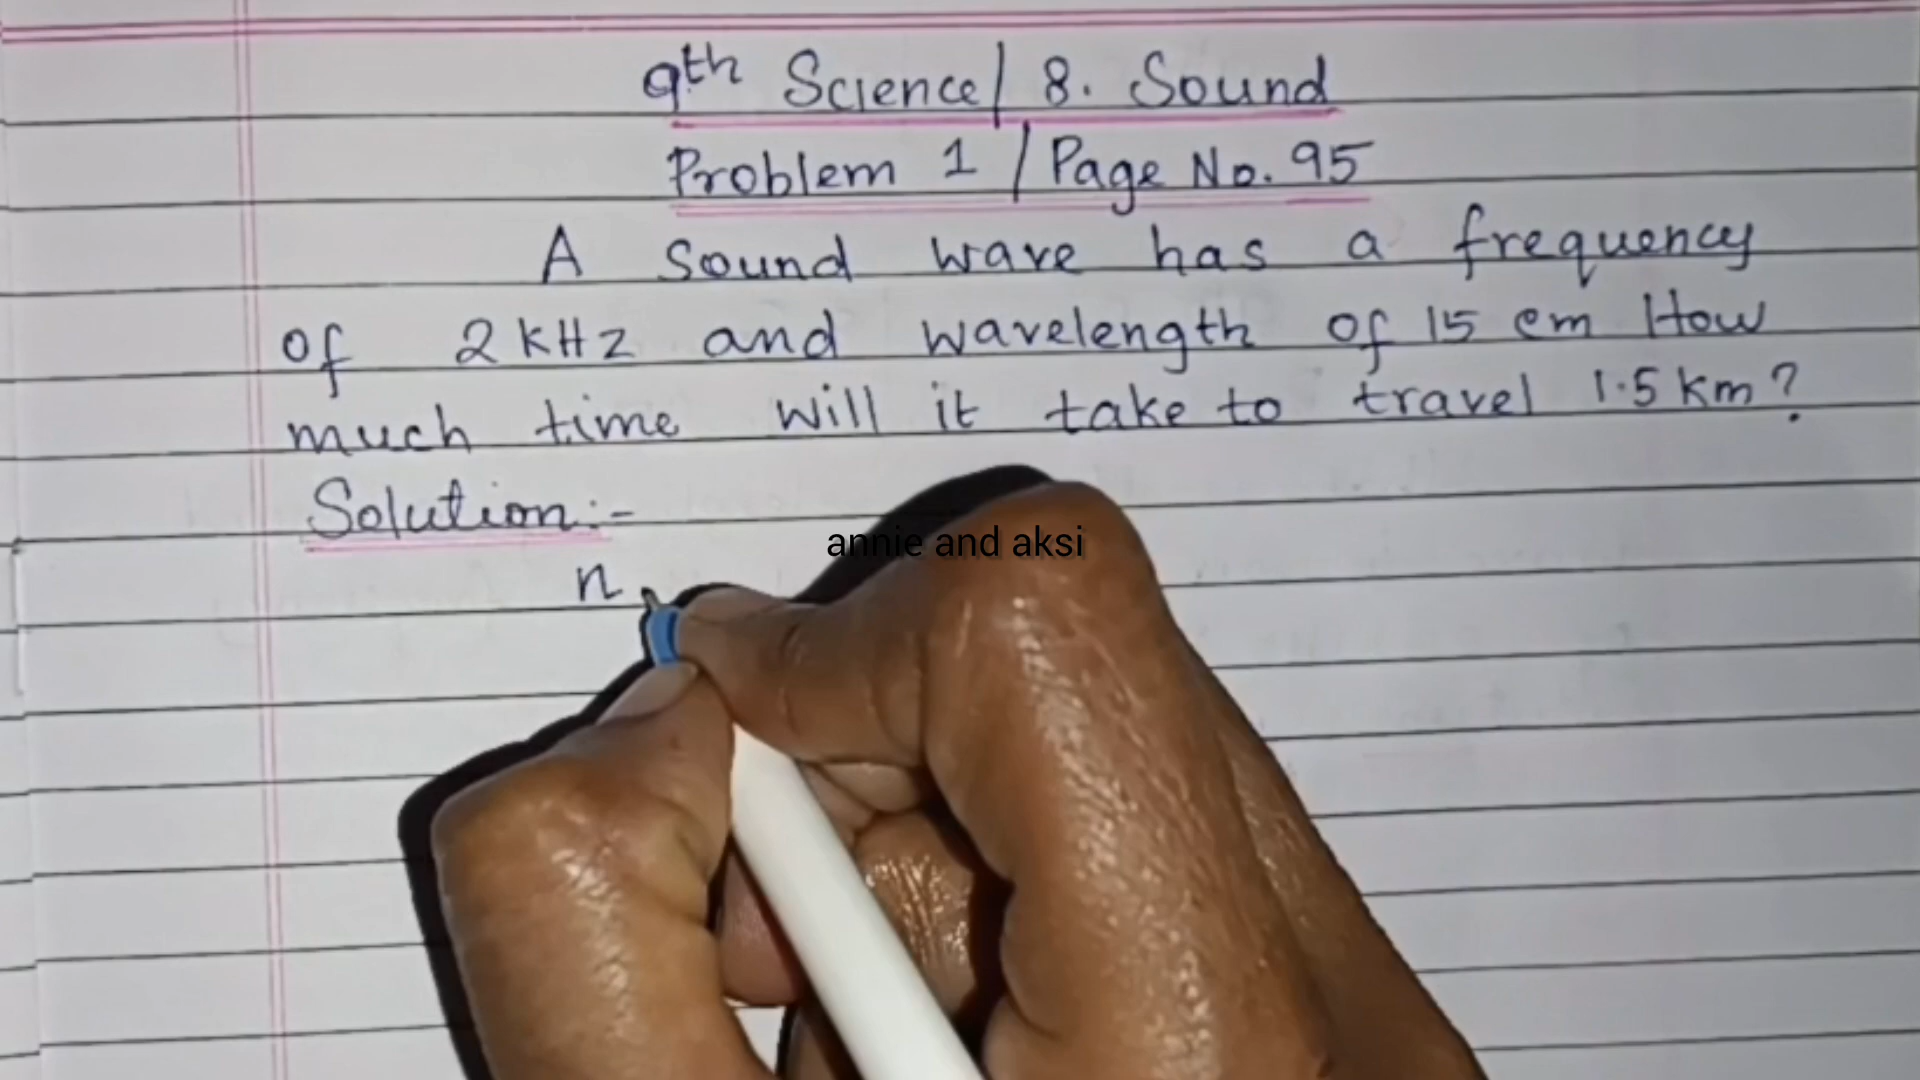 9th Science/ 8. Sound
Problem 1 / Page No. 95
A sound wave has a frequency
of 2 kHz and wavelength of 15 cm How
much time will it take to travel 1.5 km?
Solution:-
annie and aksi
n